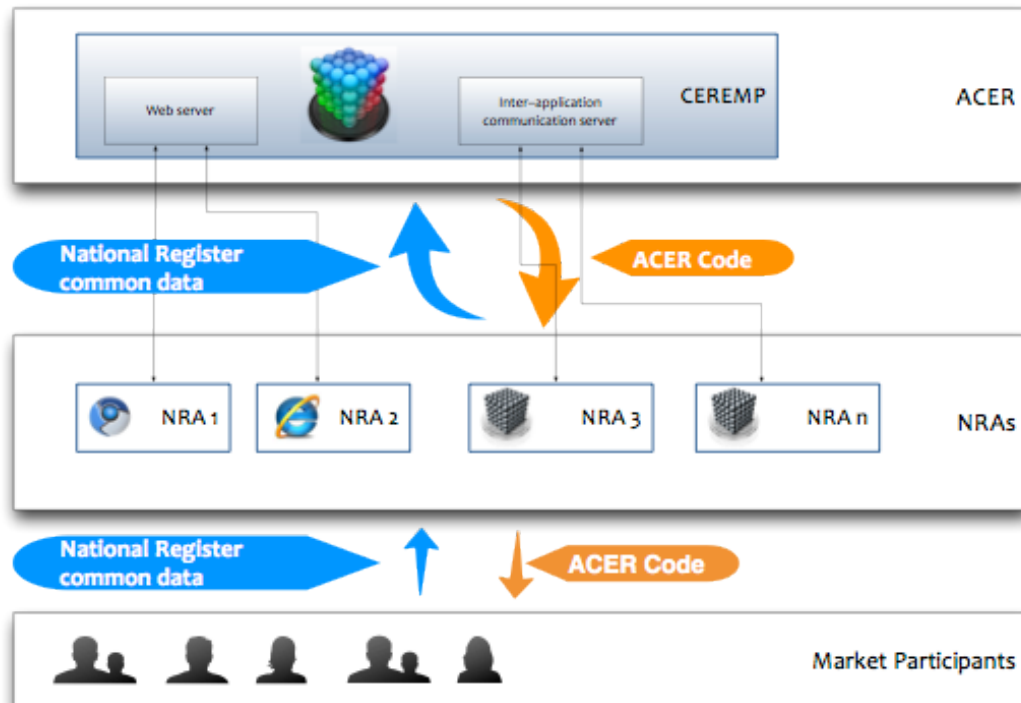 Web server
Inter-application
communication server
CEREMP
ACER
National Register
common data
ACER Code
NRA 1
NRA 2
NRA 3
NRA n
NRAs
National Register
common data
ACER Code
Market Participants